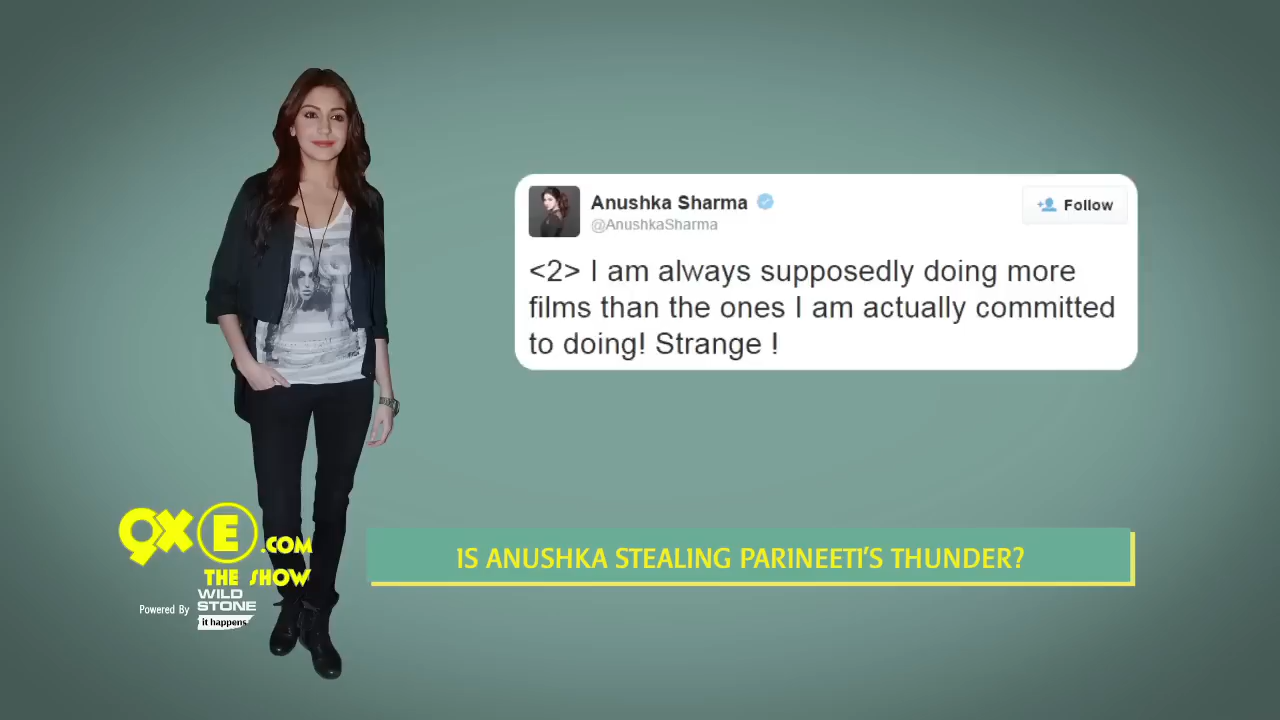 Anushka Sharma
@AnushkaSharma
Follow
<2> I am always supposedly doing more
films than the ones I am actually committed
to doing! Strange !
9XE.COM
THE SHOW
Powered By
WILD
STONE
it happens
IS ANUSHKA STEALING PARINEETI'S THUNDER?